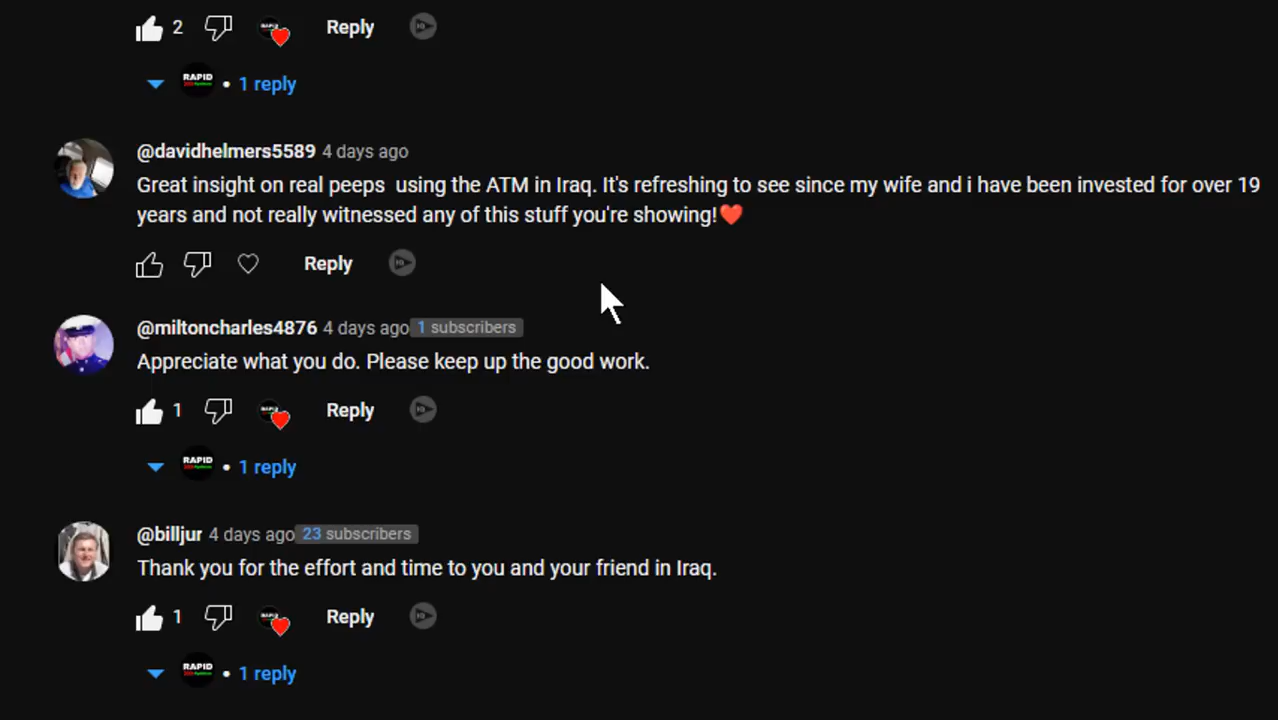 2 Reply
RAPID • 1 reply
@davidhelmers5589 4 days ago
Great insight on real peeps using the ATM in Iraq. It's refreshing to see since my wife and i have been invested for over 19
years and not really witnessed any of this stuff you're showing!❤️
Reply
@miltoncharles4876 4 days ago 1 subscribers
Appreciate what you do. Please keep up the good work.
1 Reply
RAPID • 1 reply
@billjur 4 days ago 23 subscribers
Thank you for the effort and time to you and your friend in Iraq.
1 Reply
RAPID • 1 reply